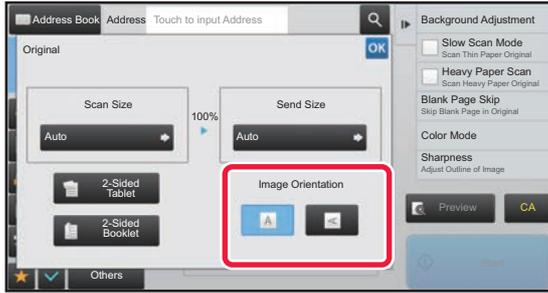 Address Book Address Touch to input Address
Original
OK
Scan Size
100%
Send Size
Auto
Auto
2-Sided
Tablet
2-Sided
Booklet
Image Orientation
A
A
Others
Background Adjustment
Slow Scan Mode
Scan Thin Paper Original
Heavy Paper Scan
Scan Heavy Paper Original
Blank Page Skip
Skip Blank Page in Original
Color Mode
Sharpness
Adjust Outline of Image
Preview
CA
Start